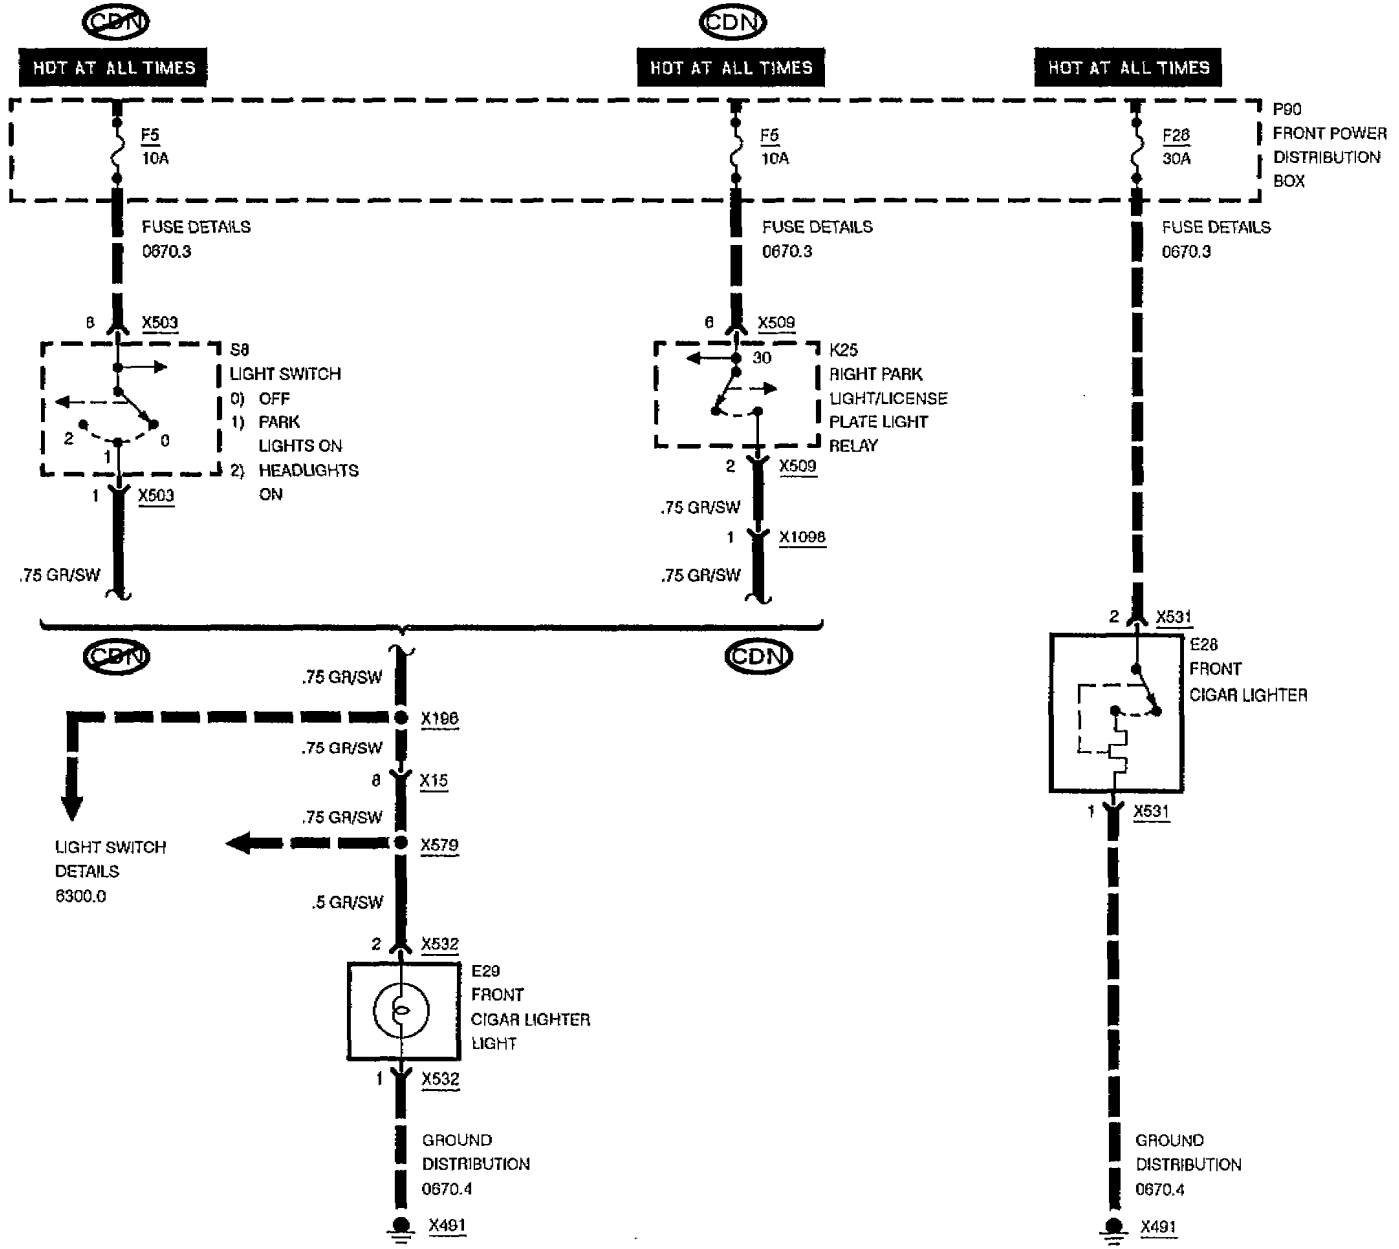 CDN
CDN
HOT AT ALL TIMES
HOT AT ALL TIMES
HOT AT ALL TIMES
F5
10A
F5
10A
F28
30A
P90
FRONT POWER
DISTRIBUTION
BOX
FUSE DETAILS
0670.3
FUSE DETAILS
0670.3
FUSE DETAILS
0670.3
8
X503
6
X509
S8
LIGHT SWITCH
0) OFF
1) PARK
LIGHTS ON
2) HEADLIGHTS
ON
2
1
0
30
K25
RIGHT PARK
LIGHT/LICENSE
PLATE LIGHT
RELAY
1
X503
2
X509
.75 GR/SW
1
X1098
.75 GR/SW
.75 GR/SW
CDN
CDN
2
X531
E28
FRONT
CIGAR LIGHTER
.75 GR/SW
X196
.75 GR/SW
8
X15
.75 GR/SW
X579
1
X531
LIGHT SWITCH
DETAILS
6300.0
.5 GR/SW
2
X532
E29
FRONT
CIGAR LIGHTER
LIGHT
1
X532
GROUND
DISTRIBUTION
0670.4
GROUND
DISTRIBUTION
0670.4
X491
X491